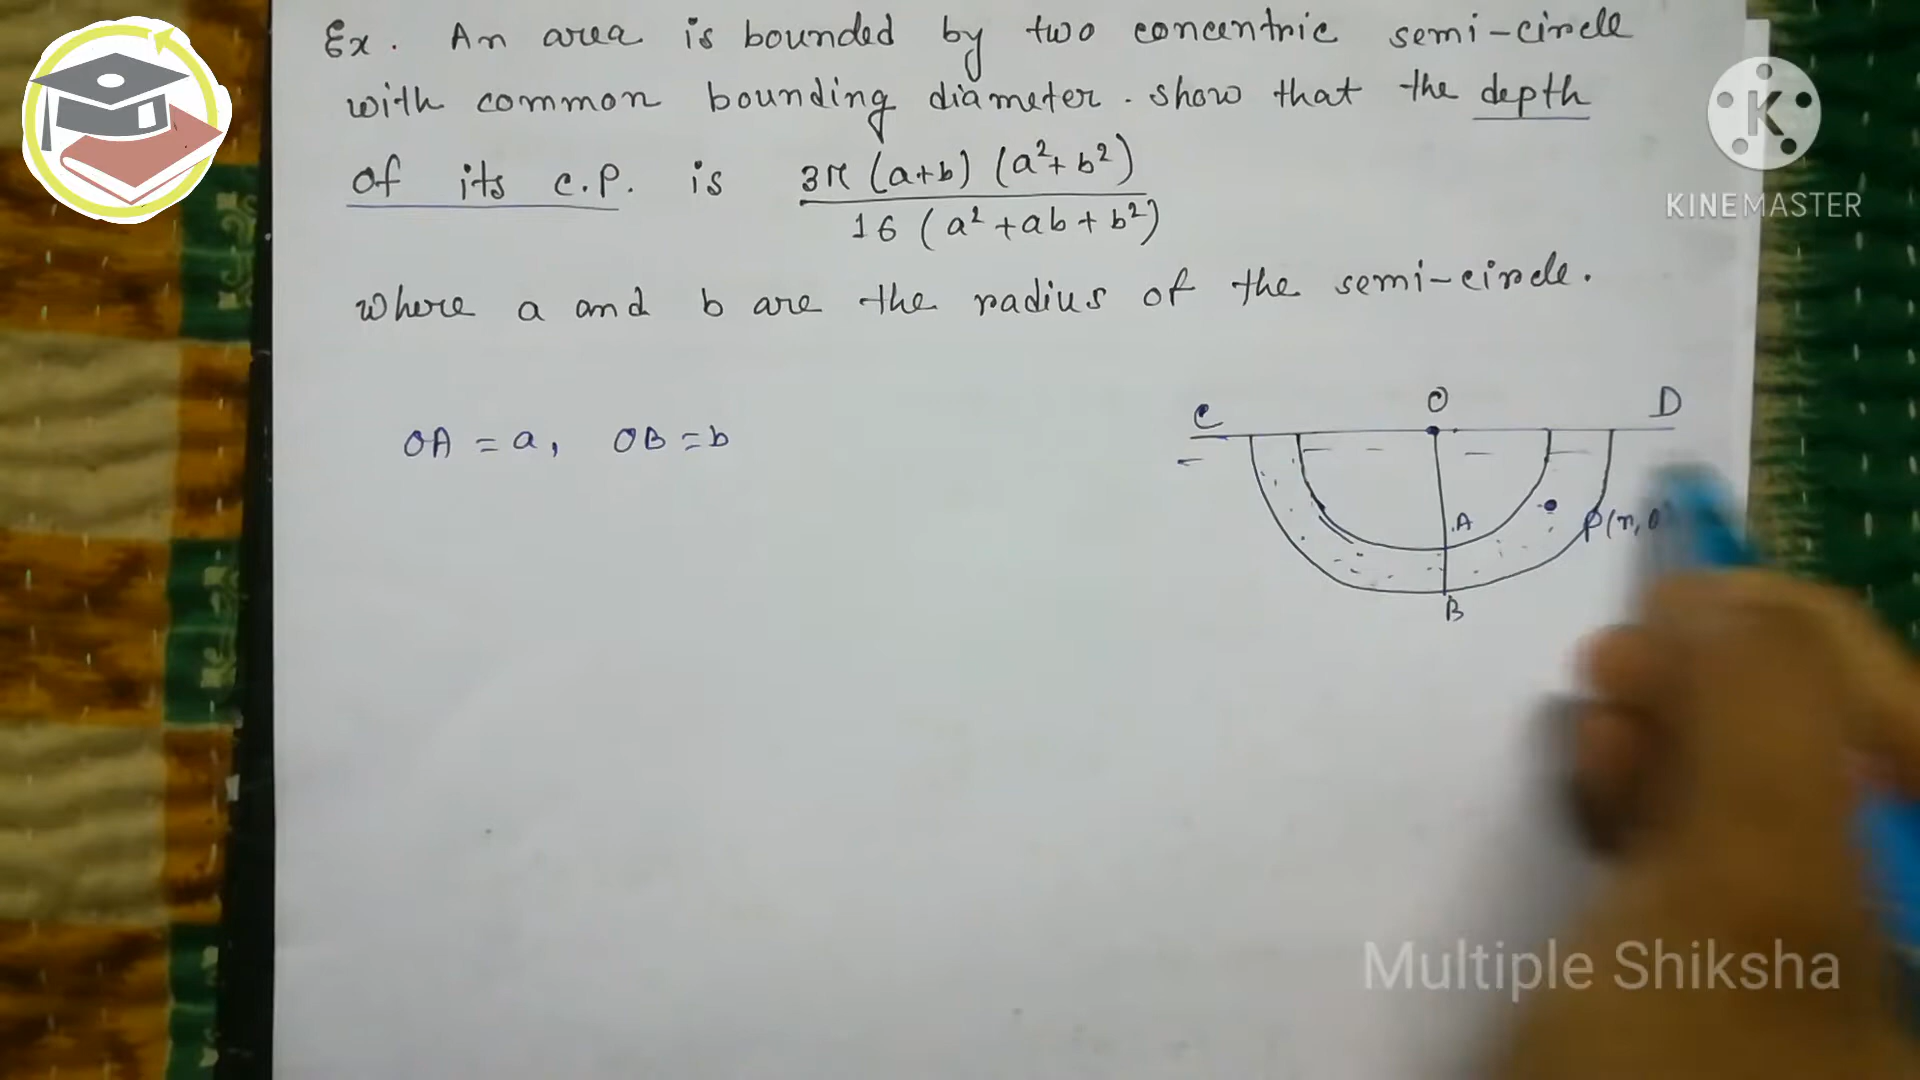 Ex. An area is bounded by two concentric semi-circle
with common bounding diameter. show that the depth
of its c.p. is 3π (a+b) (a²+b²) / 16 (a²+ab+b²)
where a and b are the radius of the semi-circle.
K
KINEMASTER
OA = a, OB = b
C O D
A
P(r,θ
B
Multiple Shiksha